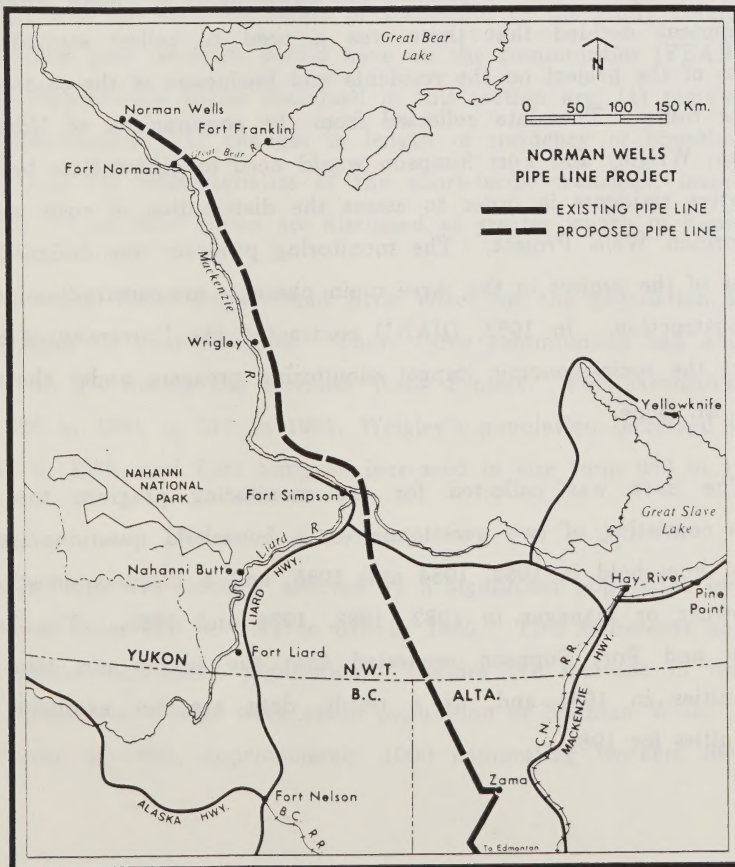 Great Bear
Lake
N
0 50 100 150 Km.
NORMAN WELLS
PIPE LINE PROJECT
EXISTING PIPE LINE
PROPOSED PIPE LINE
Norman Wells
Fort Franklin
Great Bear R.
Fort Norman
Mackenzie
R.
Wrigley
Yellowknife
NAHANNI
NATIONAL
PARK
Fort Simpson
Great Slave
Lake
Liard R.
Nahanni Butte
LIARD HWY.
Hay River
Pine
Point
Fort Liard
YUKON
N.W.T.
B.C.
ALTA.
C.N. R.R.
MACKENZIE HWY.
Zama
ALASKA HWY.
Fort Nelson
B.C. R.R.
To Edmonton